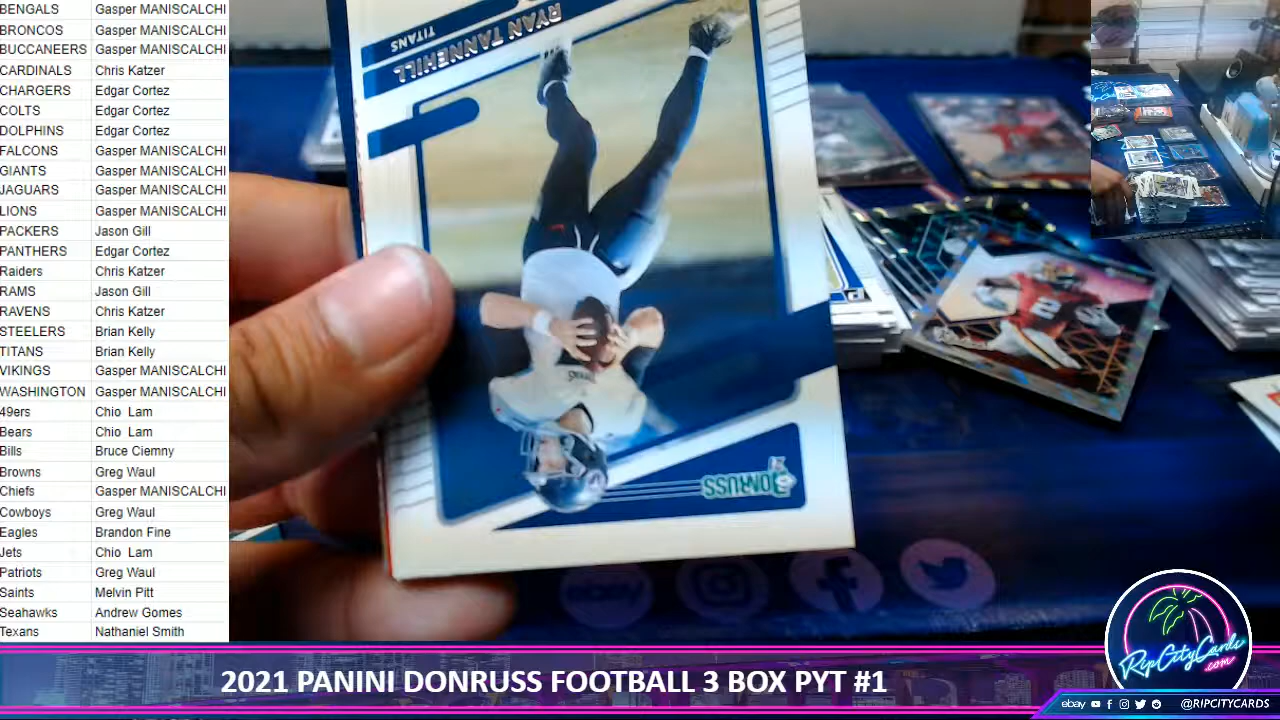 BENGALS Gasper MANISCALCHI
BRONCOS Gasper MANISCALCHI
BUCCANEERS Gasper MANISCALCHI
CARDINALS Chris Katzer
CHARGERS Edgar Cortez
COLTS Edgar Cortez
DOLPHINS Edgar Cortez
FALCONS Gasper MANISCALCHI
GIANTS Gasper MANISCALCHI
JAGUARS Gasper MANISCALCHI
LIONS Gasper MANISCALCHI
PACKERS Jason Gill
PANTHERS Edgar Cortez
Raiders Chris Katzer
RAMS Jason Gill
RAVENS Chris Katzer
STEELERS Brian Kelly
TITANS Brian Kelly
VIKINGS Gasper MANISCALCHI
WASHINGTON Gasper MANISCALCHI
49ers Chio Lam
Bears Chio Lam
Bills Bruce Ciemny
Browns Greg Waul
Chiefs Gasper MANISCALCHI
Cowboys Greg Waul
Eagles Brandon Fine
Jets Chio Lam
Patriots Greg Waul
Saints Melvin Pitt
Seahawks Andrew Gomes
Texans Nathaniel Smith
RYAN TANNEHILL
TITANS
DONRUSS
2
ebay
RipCityCards
.com
2021 PANINI DONRUSS FOOTBALL 3 BOX PYT #1
ebay @RIPCITYCARDS